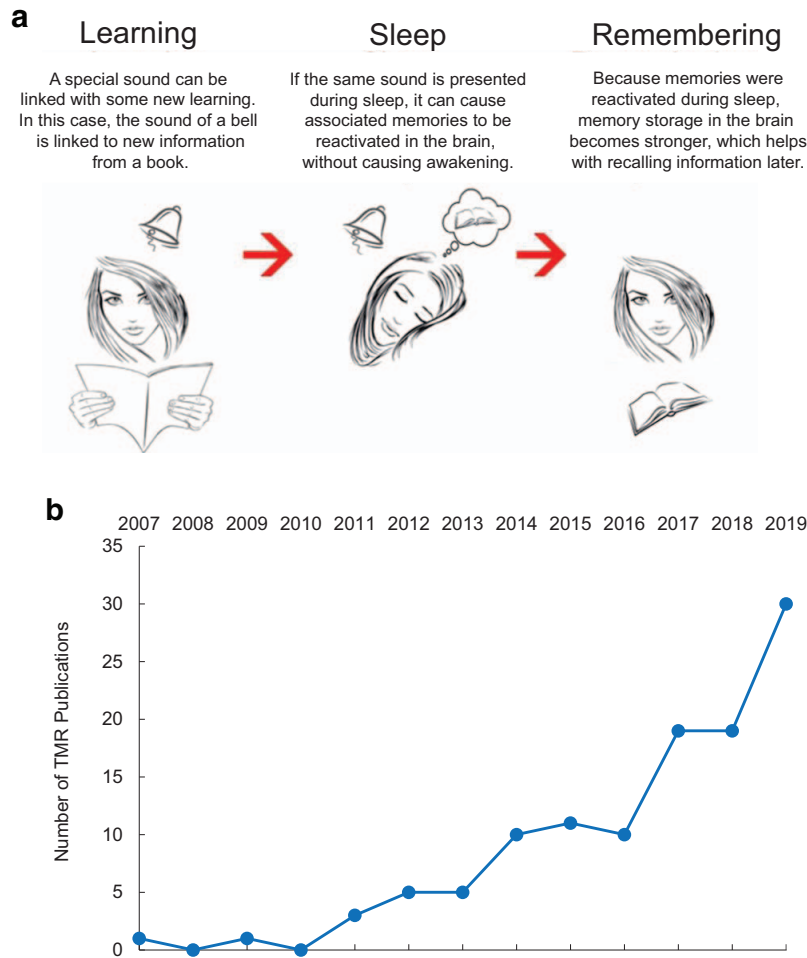 a
Learning
A special sound can be
linked with some new learning.
In this case, the sound of a bell
is linked to new information
from a book.
Sleep
If the same sound is presented
during sleep, it can cause
associated memories to be
reactivated in the brain,
without causing awakening.
Remembering
Because memories were
reactivated during sleep,
memory storage in the brain
becomes stronger, which helps
with recalling information later.
b
2007 2008 2009 2010 2011 2012 2013 2014 2015 2016 2017 2018 2019
Number of TMR Publications
35
30
25
20
15
10
5
0